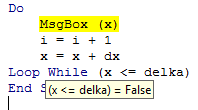 Do
MsgBox (x)
i = i + 1
x = x + dx
Loop While (x <= delka)
End S
(x <= delka) = False